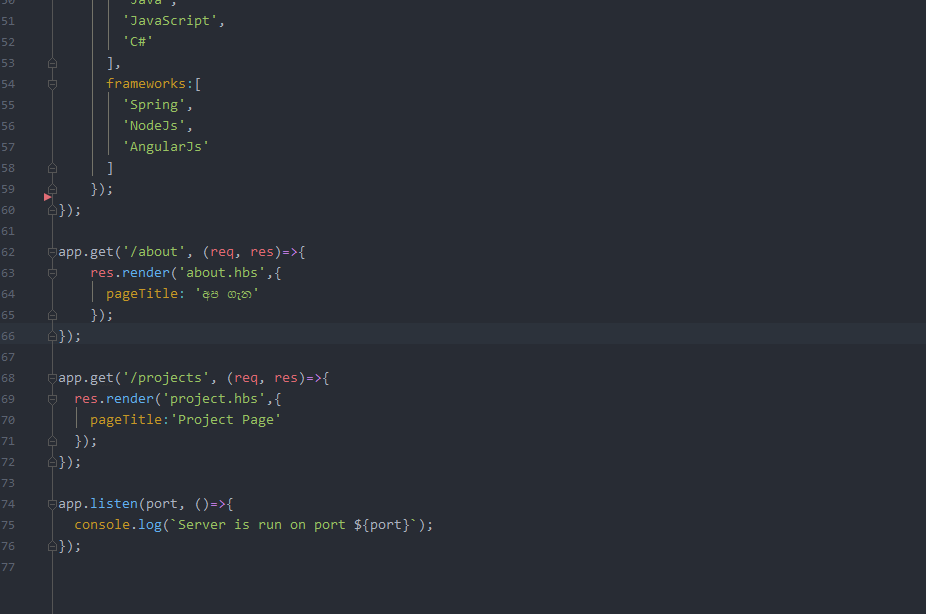 50 'Java',
51 'JavaScript',
52 'C#'
53 ],
54 frameworks:[
55 'Spring',
56 'NodeJs',
57 'AngularJs'
58 ]
59 });
60 });
61
62 app.get('/about', (req, res)=>{
63 res.render('about.hbs',{
64 pageTitle: 'අප ගැන'
65 });
66 });
67
68 app.get('/projects', (req, res)=>{
69 res.render('project.hbs',{
70 pageTitle:'Project Page'
71 });
72 });
73
74 app.listen(port, ()=>{
75 console.log(`Server is run on port ${port}`);
76 });
77